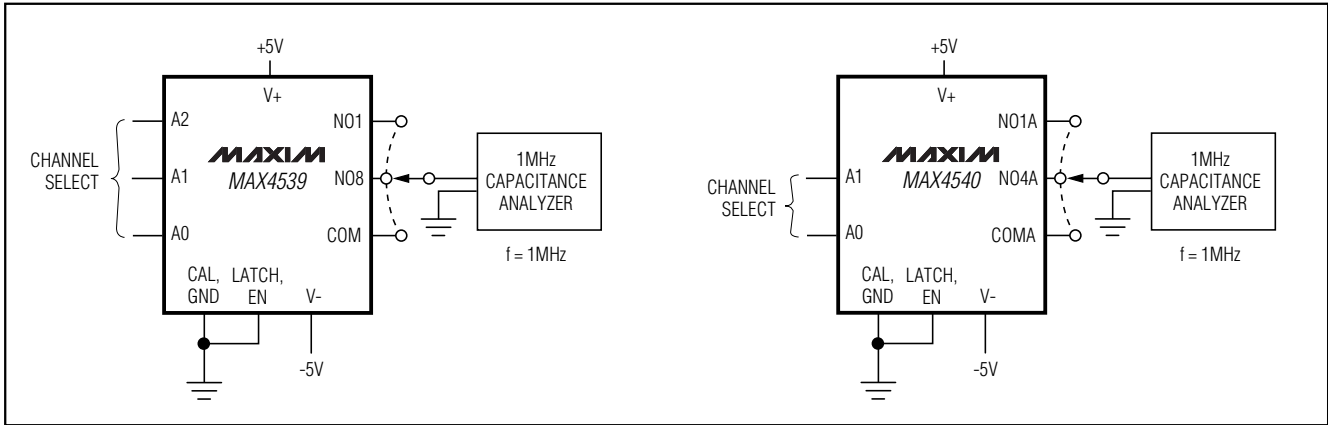 +5V
V+
A2
NO1
CHANNEL
SELECT
MAXIM
MAX4539
A1
NO8
1MHz
CAPACITANCE
ANALYZER
A0
COM
f = 1MHz
CAL,
GND
LATCH,
EN
V-
-5V
+5V
V+
NO1A
MAXIM
MAX4540
CHANNEL
SELECT
A1
NO4A
1MHz
CAPACITANCE
ANALYZER
A0
COMA
f = 1MHz
CAL,
GND
LATCH,
EN
V-
-5V